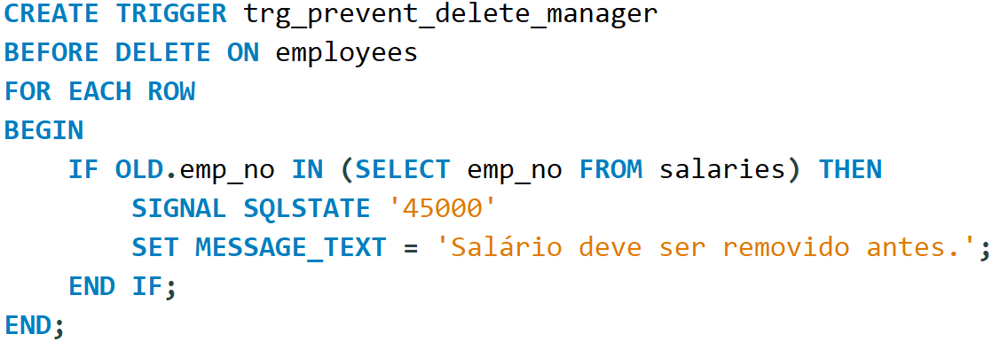 CREATE TRIGGER trg_prevent_delete_manager
BEFORE DELETE ON employees
FOR EACH ROW
BEGIN
    IF OLD.emp_no IN (SELECT emp_no FROM salaries) THEN
        SIGNAL SQLSTATE '45000'
        SET MESSAGE_TEXT = 'Salário deve ser removido antes.';
    END IF;
END;